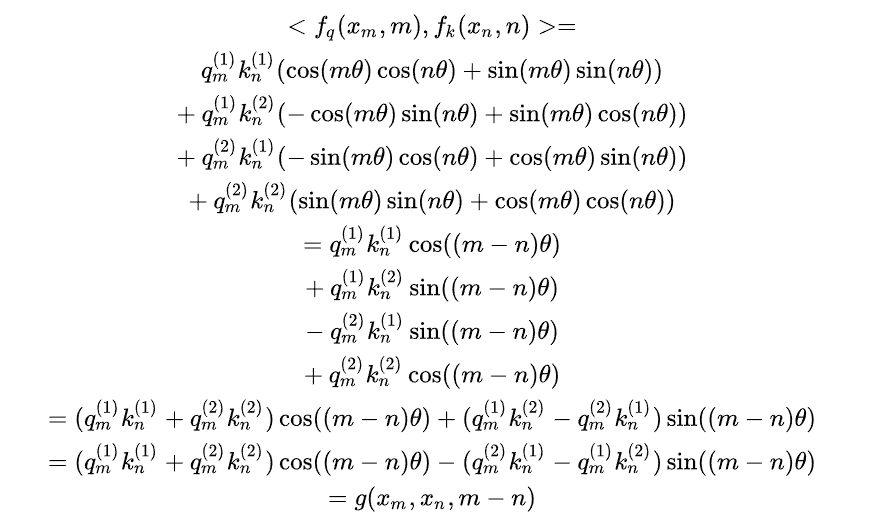 < f_q(x_m, m), f_k(x_n, n) >=
q_m^{(1)} k_n^{(1)} (cos(mθ) cos(nθ) + sin(mθ) sin(nθ))
+ q_m^{(1)} k_n^{(2)} (− cos(mθ) sin(nθ) + sin(mθ) cos(nθ))
+ q_m^{(2)} k_n^{(1)} (− sin(mθ) cos(nθ) + cos(mθ) sin(nθ))
+ q_m^{(2)} k_n^{(2)} (sin(mθ) sin(nθ) + cos(mθ) cos(nθ))
= q_m^{(1)} k_n^{(1)} cos((m − n)θ)
+ q_m^{(1)} k_n^{(2)} sin((m − n)θ)
− q_m^{(2)} k_n^{(1)} sin((m − n)θ)
+ q_m^{(2)} k_n^{(2)} cos((m − n)θ)
= (q_m^{(1)} k_n^{(1)} + q_m^{(2)} k_n^{(2)}) cos((m − n)θ) + (q_m^{(1)} k_n^{(2)} − q_m^{(2)} k_n^{(1)}) sin((m − n)θ)
= (q_m^{(1)} k_n^{(1)} + q_m^{(2)} k_n^{(2)}) cos((m − n)θ) − (q_m^{(2)} k_n^{(1)} − q_m^{(1)} k_n^{(2)}) sin((m − n)θ)
= g(x_m, x_n, m − n)